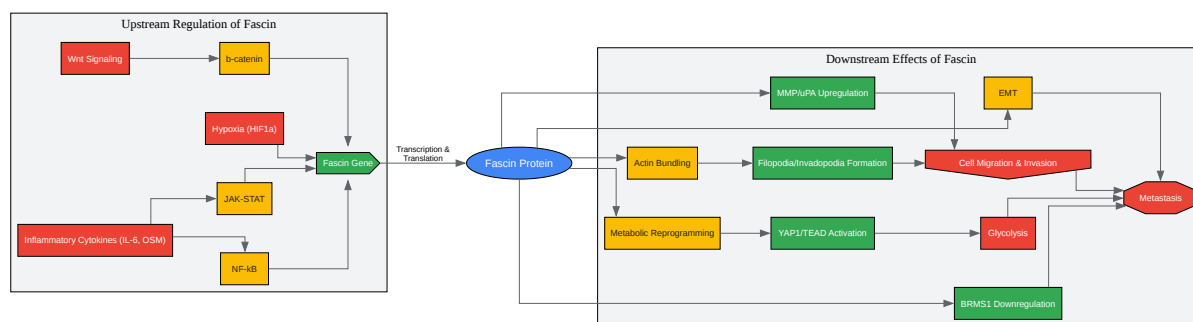 Upstream Regulation of Fascin
Wnt Signaling
b-catenin
Hypoxia (HIF1a)
Fascin Gene
JAK-STAT
Inflammatory Cytokines (IL-6, OSM)
NF-kB
Transcription &
Translation
Fascin Protein
Downstream Effects of Fascin
MMP/uPA Upregulation
EMT
Actin Bundling
Filopodia/Invadopodia Formation
Cell Migration & Invasion
Metastasis
Metabolic Reprogramming
YAP1/TEAD Activation
Glycolysis
BRMS1 Downregulation